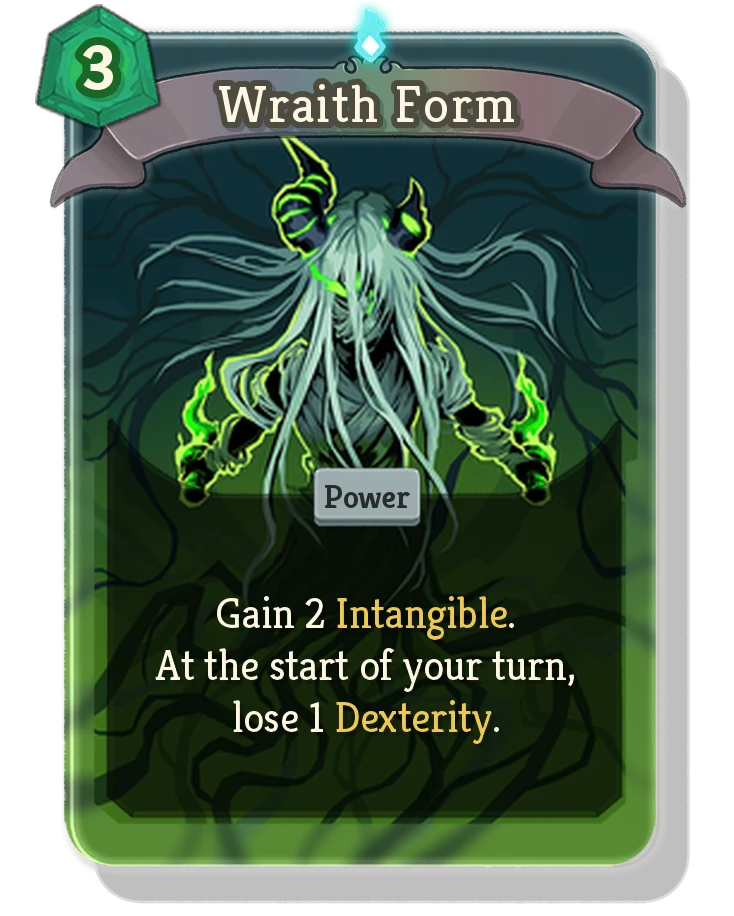 3
Wraith Form
Power
Gain 2 Intangible.
At the start of your turn,
lose 1 Dexterity.